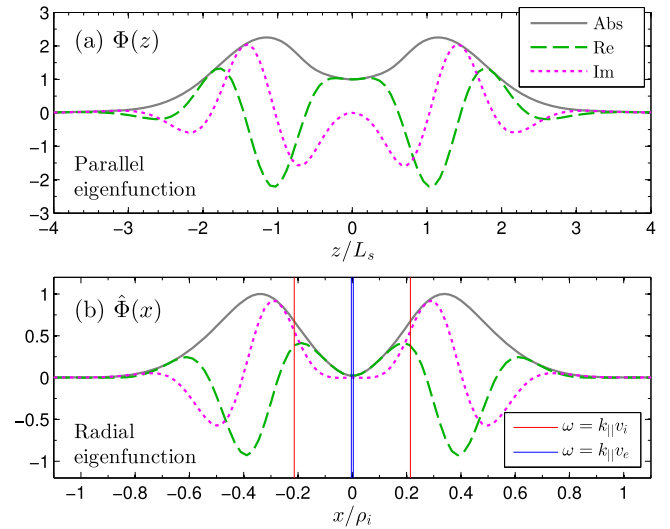 (a) Φ(z)
Abs
Re
Im
Parallel
eigenfunction
3
2
1
0
−1
−2
−3
−4 −3 −2 −1 0 1 2 3 4
z/L_s
(b) Φ̂(x)
ω = k_{||}v_i
ω = k_{||}v_e
Radial
eigenfunction
1
0.5
0
−0.5
−1
−1 −0.8 −0.6 −0.4 −0.2 0 0.2 0.4 0.6 0.8 1
x/ρ_i